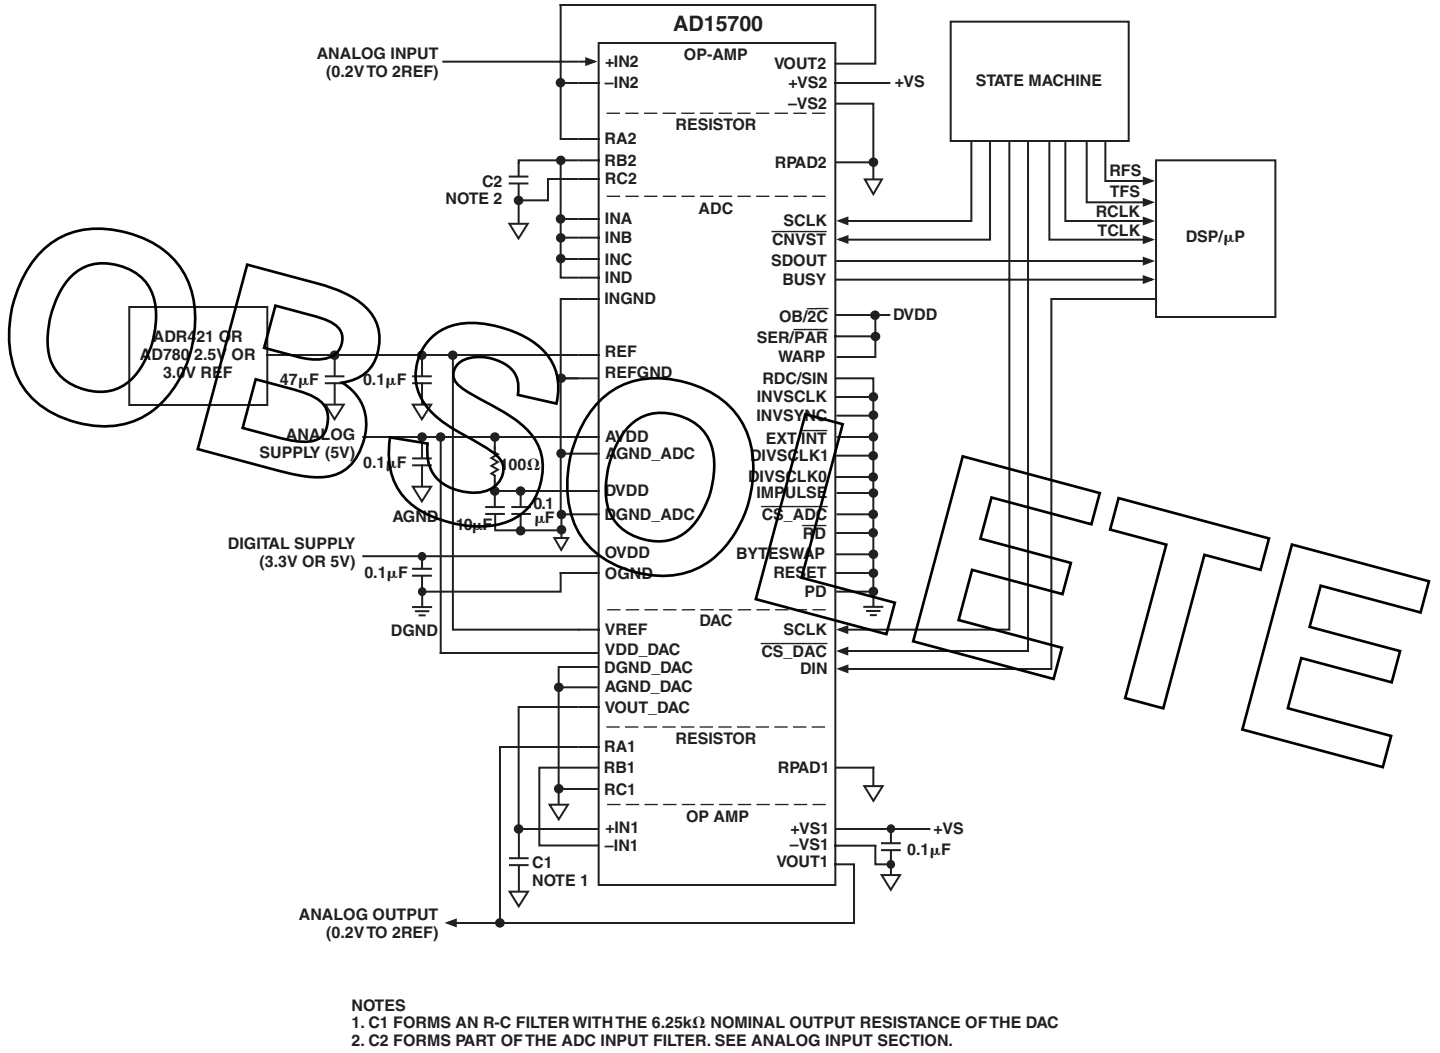 AD15700
ANALOG INPUT
(0.2V TO 2REF)
+IN2
–IN2
OP-AMP
VOUT2
+VS2
+VS
–VS2
STATE MACHINE
RESISTOR
RA2
RB2
RC2
RPAD2
C2
NOTE 2
ADC
INA
INB
INC
IND
INGND
SCLK
CNVST
SDOUT
BUSY
RFS
TFS
RCLK
TCLK
DSP/μP
OB/2C
DVDD
SER/PAR
WARP
ADR421 OR
AD780 2.5V OR
3.0V REF
47μF
0.1μF
REF
REFGND
RDC/SIN
INVSCLK
INVSYNC
EXT/INT
DIVSCLK1
DIVSCLK0
IMPULSE
CS_ADC
RD
BYTESWAP
RESET
PD
ANALOG
SUPPLY (5V)
0.1μF
100Ω
AGND
10μF
0.1
μF
AVDD
AGND_ADC
DVDD
DGND_ADC
DIGITAL SUPPLY
(3.3V OR 5V)
0.1μF
OVDD
OGND
DGND
DAC
VREF
VDD_DAC
DGND_DAC
AGND_DAC
VOUT_DAC
SCLK
CS_DAC
DIN
RESISTOR
RA1
RB1
RC1
RPAD1
OP AMP
+IN1
–IN1
+VS1
+VS
–VS1
VOUT1
0.1μF
C1
NOTE 1
ANALOG OUTPUT
(0.2V TO 2REF)
OBSOLETE
NOTES
1. C1 FORMS AN R-C FILTER WITH THE 6.25kΩ NOMINAL OUTPUT RESISTANCE OF THE DAC
2. C2 FORMS PART OF THE ADC INPUT FILTER. SEE ANALOG INPUT SECTION.